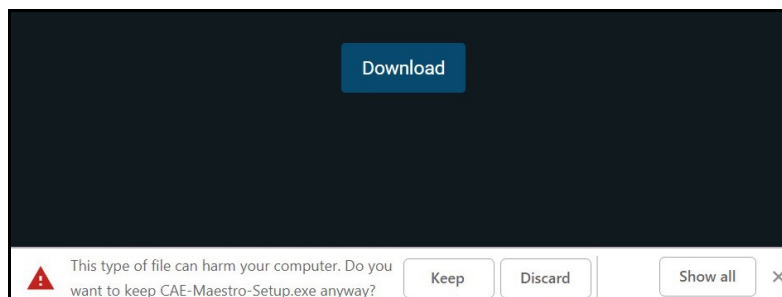 Download
This type of file can harm your computer. Do you
want to keep CAE-Maestro-Setup.exe anyway?
Keep
Discard
Show all